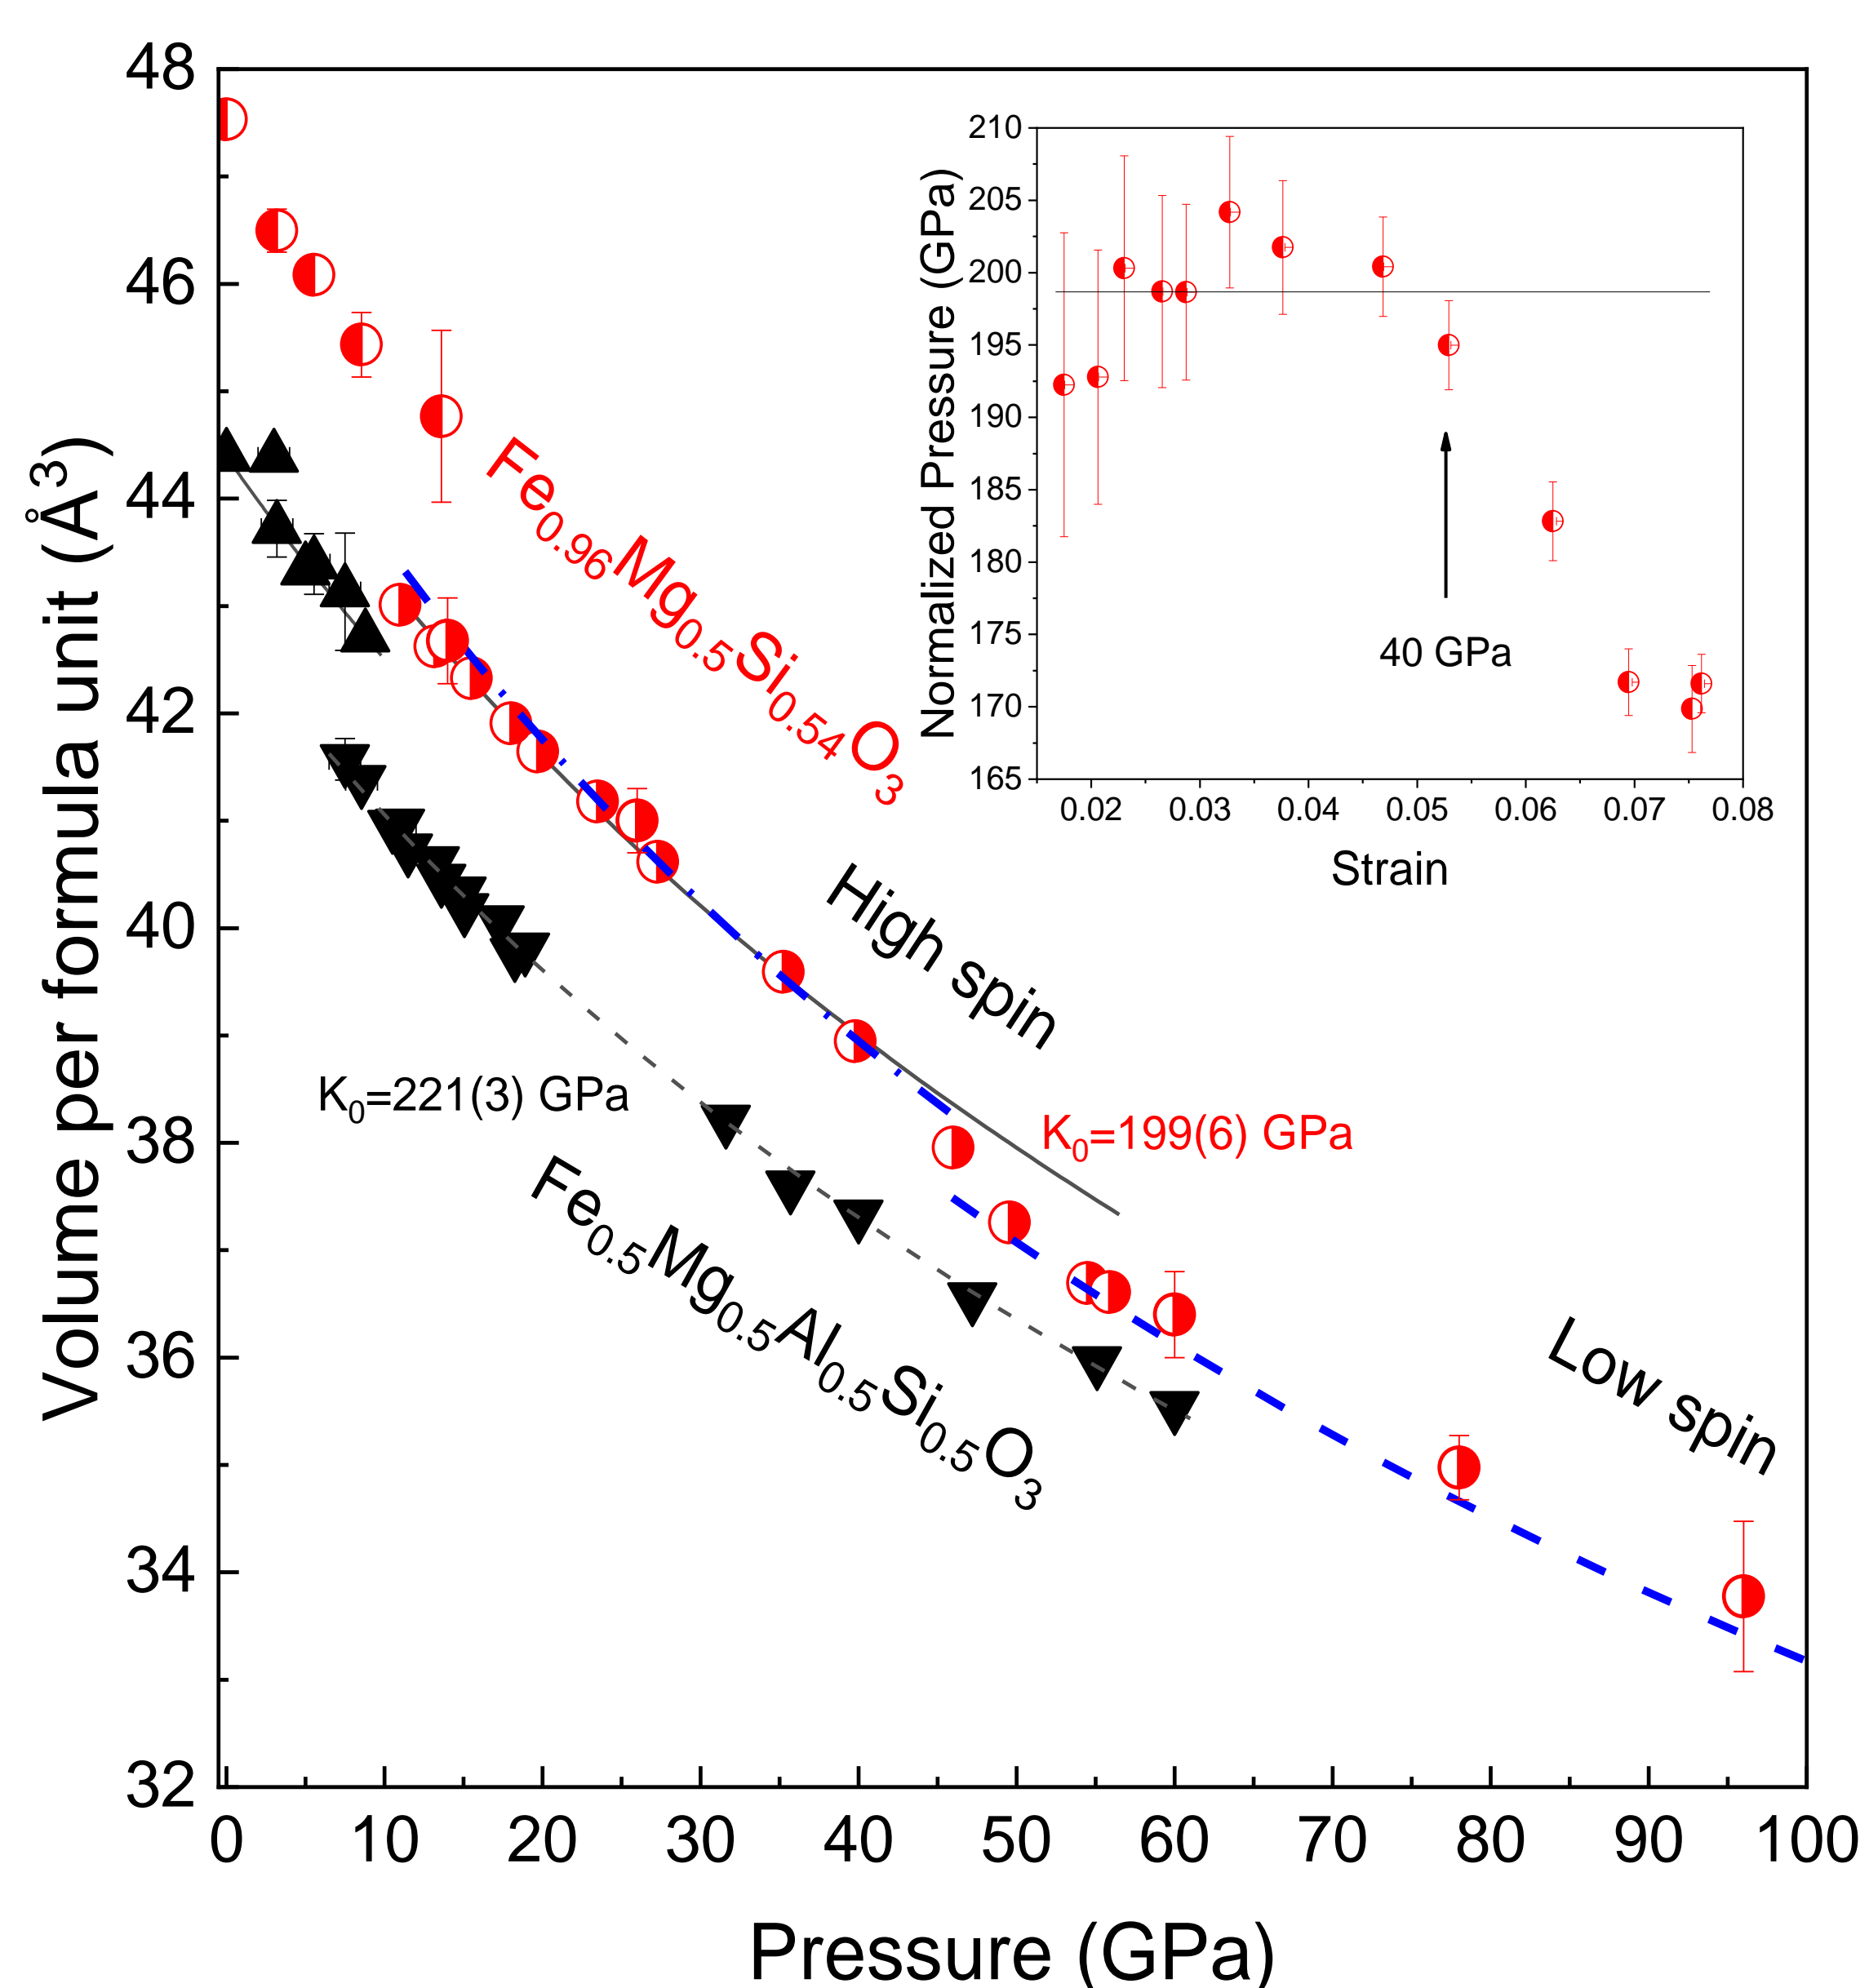 Volume per formula unit (Å³)
48
46
44
42
40
38
36
34
32
0 10 20 30 40 50 60 70 80 90 100
Pressure (GPa)
Fe₀.₉₆Mg₀.₅Si₀.₅₄O₃
High spin
K₀=199(6) GPa
K₀=221(3) GPa
Fe₀.₅Mg₀.₅Al₀.₅Si₀.₅O₃
Low spin
Normalized Pressure (GPa)
210
205
200
195
190
185
180
175
170
165
40 GPa
0.02 0.03 0.04 0.05 0.06 0.07 0.08
Strain